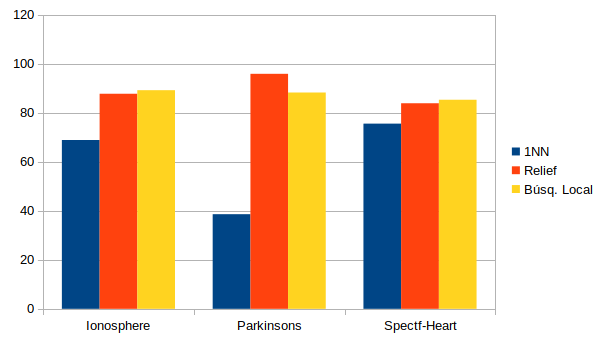 120
100
80
60
40
20
0
Ionosphere
Parkinsons
Spectf-Heart
1NN
Relief
Búsq. Local